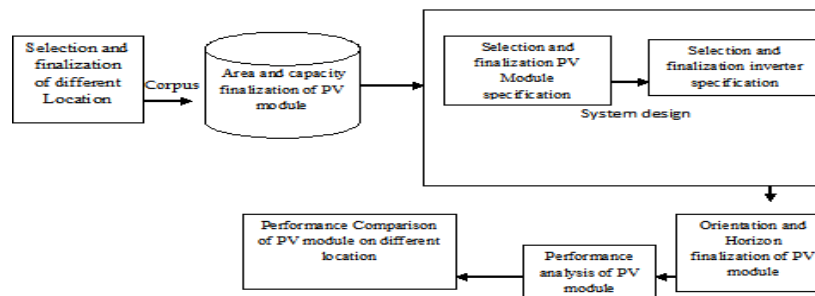 Selection and
finalization
of different
Location
Corpus
Area and capacity
finalization of PV
module
Selection and
finalization PV
Module
specification
Selection and
finalization inverter
specification
System design
Orientation and
Horizon
finalization of PV
module
Performance
analysis of PV
module
Performance Comparison
of PV module on different
location